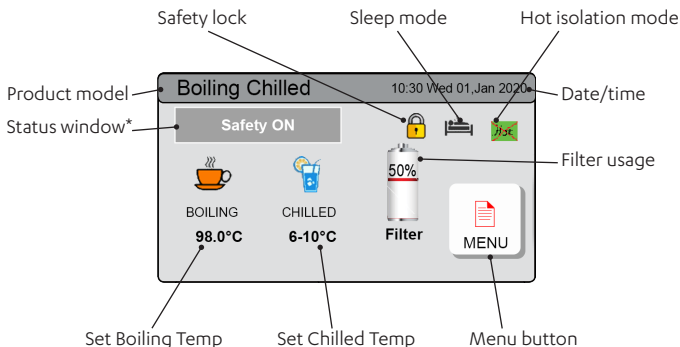 Safety lock
Sleep mode
Hot isolation mode
Product model
Boiling Chilled
10:30 Wed 01,Jan 2020
Date/time
Status window*
Safety ON
Hot
Filter usage
50%
BOILING
CHILLED
98.0°C
6-10°C
Filter
MENU
Set Boiling Temp
Set Chilled Temp
Menu button